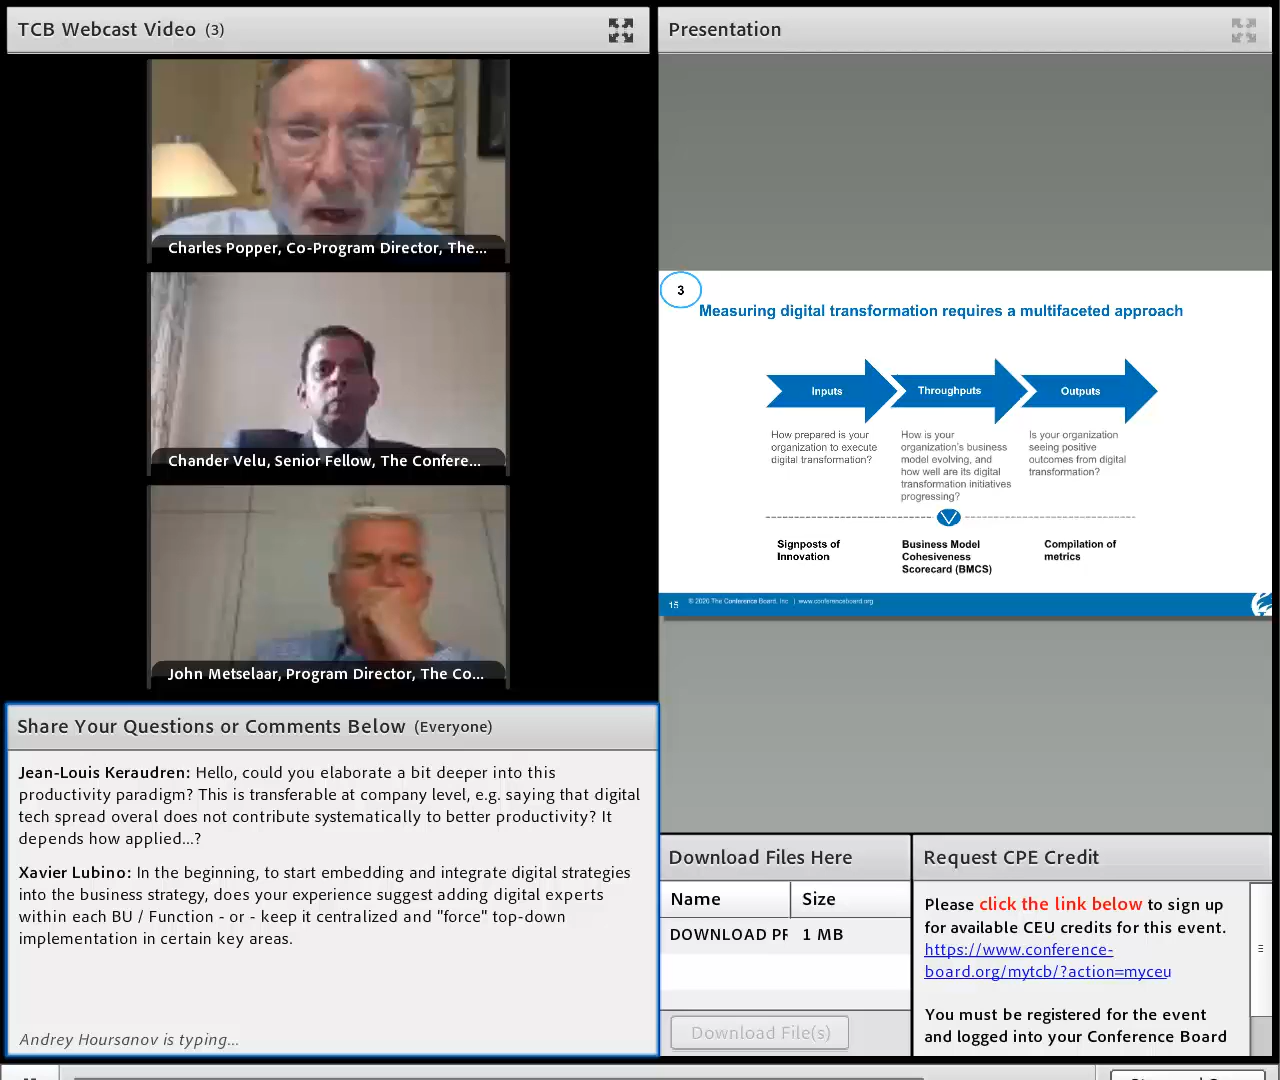 TCB Webcast Video (3)
Charles Popper, Co-Program Director, The...
Chander Velu, Senior Fellow, The Confere...
John Metselaar, Program Director, The Co...
Share Your Questions or Comments Below (Everyone)
Jean-Louis Keraudren: Hello, could you elaborate a bit deeper into this
productivity paradigm? This is transferable at company level, e.g. saying that digital
tech spread overal does not contribute systematically to better productivity? It
depends how applied...?
Xavier Lubino: In the beginning, to start embedding and integrate digital strategies
into the business strategy, does your experience suggest adding digital experts
within each BU / Function - or - keep it centralized and "force" top-down
implementation in certain key areas.
Andrey Hoursanov is typing...
Presentation
3
Measuring digital transformation requires a multifaceted approach
Inputs
Throughputs
Outputs
How prepared is your
organization to execute
digital transformation?
How is your
organization's business
model evolving, and
how well are its digital
transformation initiatives
progressing?
Is your organization
seeing positive
outcomes from digital
transformation?
Signposts of
Innovation
Business Model
Cohesiveness
Scorecard (BMCS)
Compilation of
metrics
15 © 2020 The Conference Board, Inc. | www.conferenceboard.org
Download Files Here
Name Size
DOWNLOAD PR 1 MB
Download File(s)
Request CPE Credit
Please click the link below to sign up
for available CEU credits for this event.
https://www.conference-
board.org/mytcb/?action=myceu
You must be registered for the event
and logged into your Conference Board